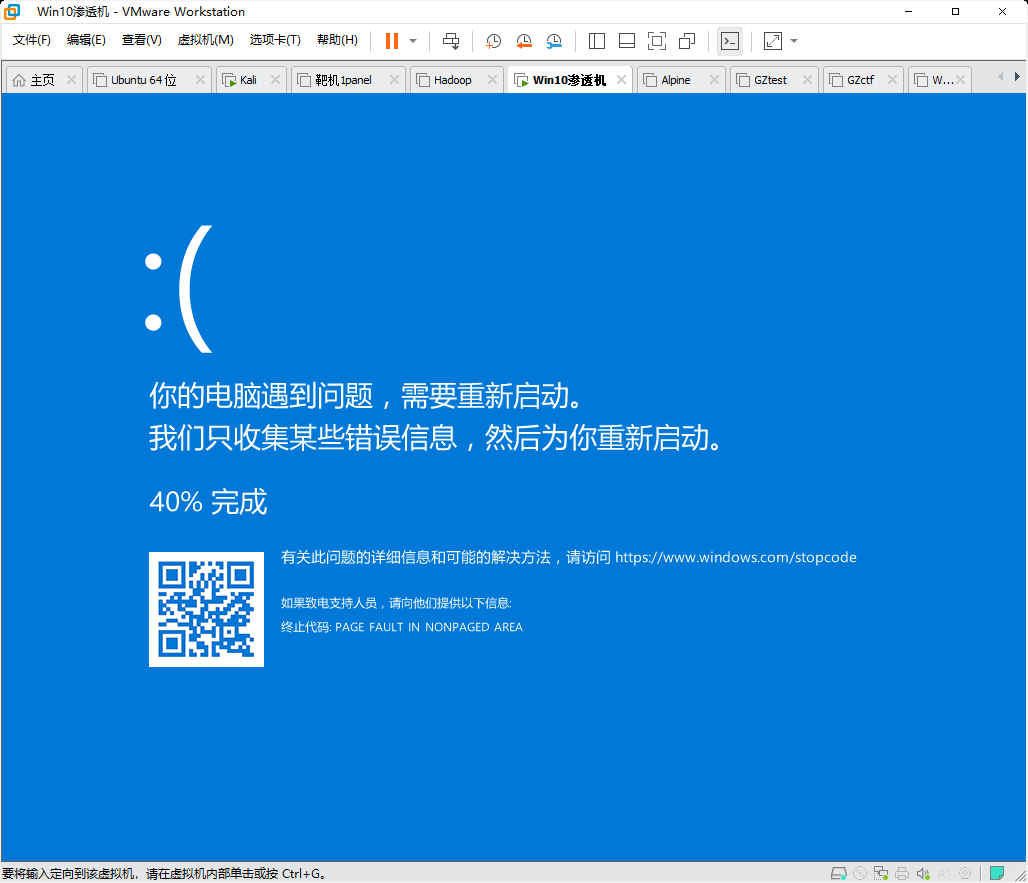 Win10渗透机 - VMware Workstation
文件(F) 编辑(E) 查看(V) 虚拟机(M) 选项卡(T) 帮助(H)
主页 Ubuntu 64 位 Kali 靶机1panel Hadoop Win10渗透机 Alpine GZtest GZctf W...
:(
你的电脑遇到问题，需要重新启动。
我们只收集某些错误信息，然后为你重新启动。
40% 完成
有关此问题的详细信息和可能的解决方法，请访问 https://www.windows.com/stopcode
如果致电支持人员，请向他们提供以下信息:
终止代码: PAGE FAULT IN NONPAGED AREA
要将输入定向到该虚拟机，请在虚拟机内部单击或按 Ctrl+G。